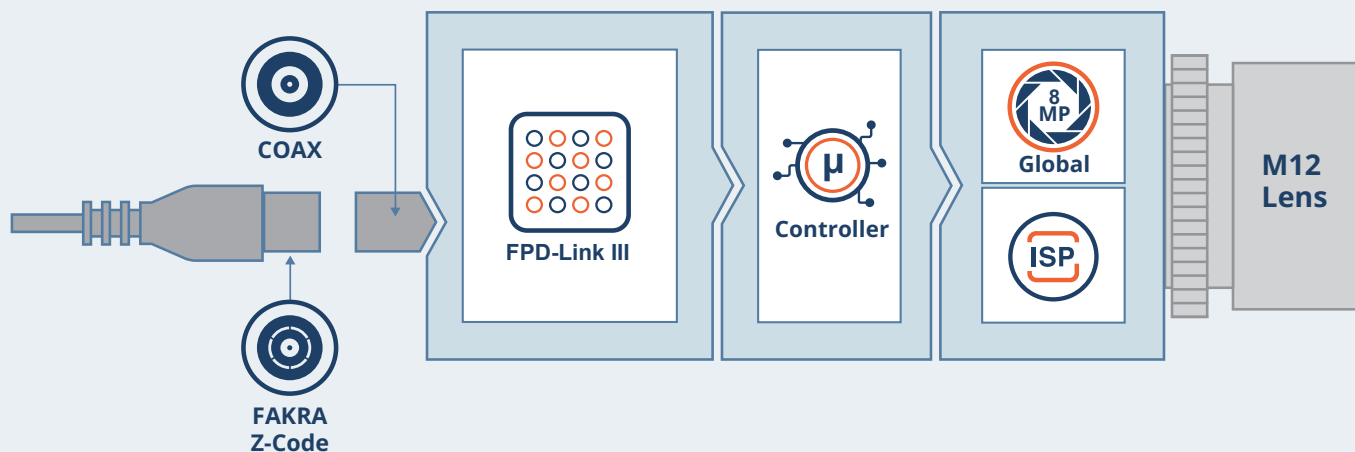 COAX
FAKRA
Z-Code
FPD-Link III
µ
Controller
8
MP
Global
ISP
M12
Lens